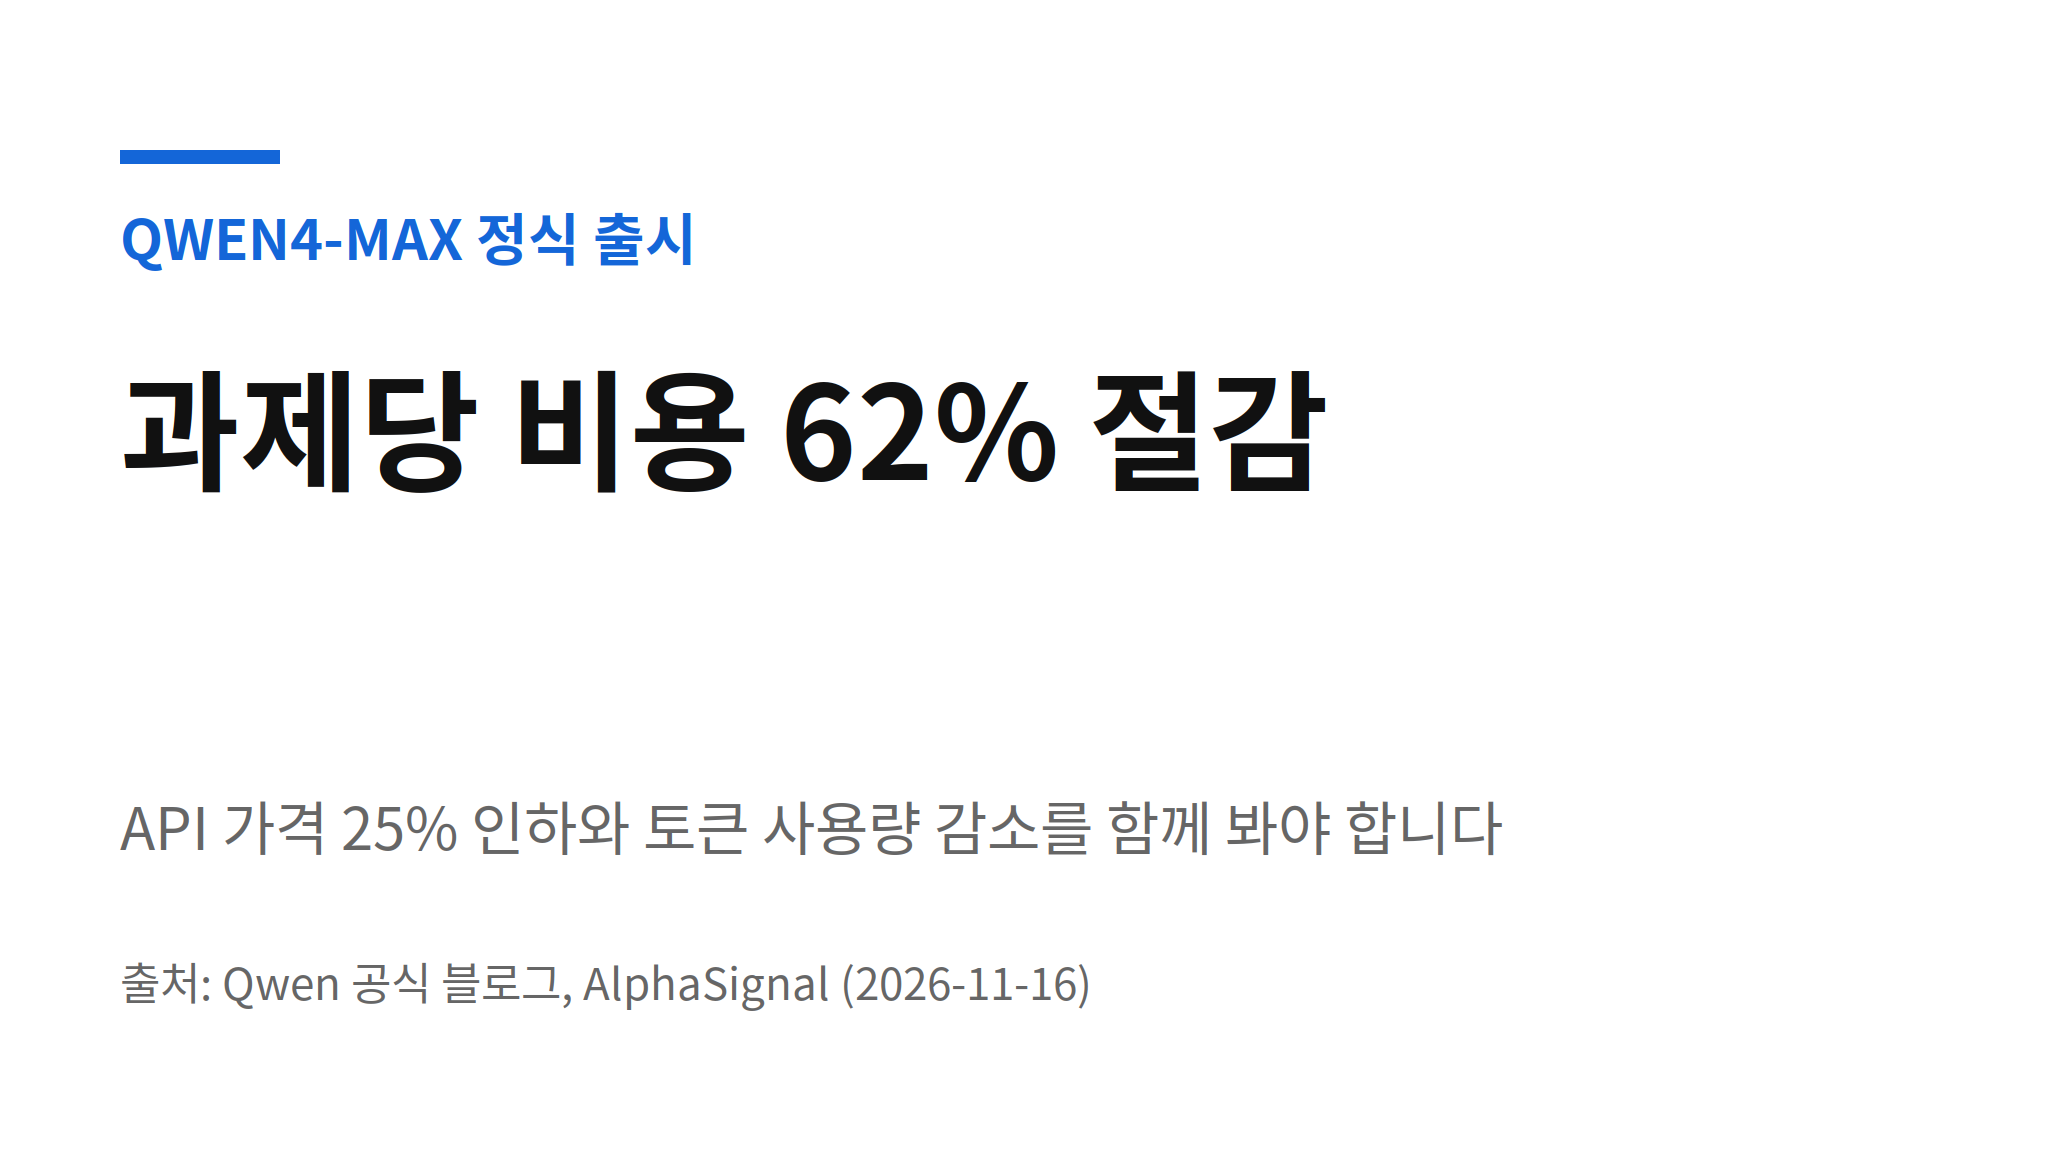 QWEN4-MAX 정식 출시
과제당 비용 62% 절감
API 가격 25% 인하와 토큰 사용량 감소를 함께 봐야 합니다
출처: Qwen 공식 블로그, AlphaSignal (2026-11-16)